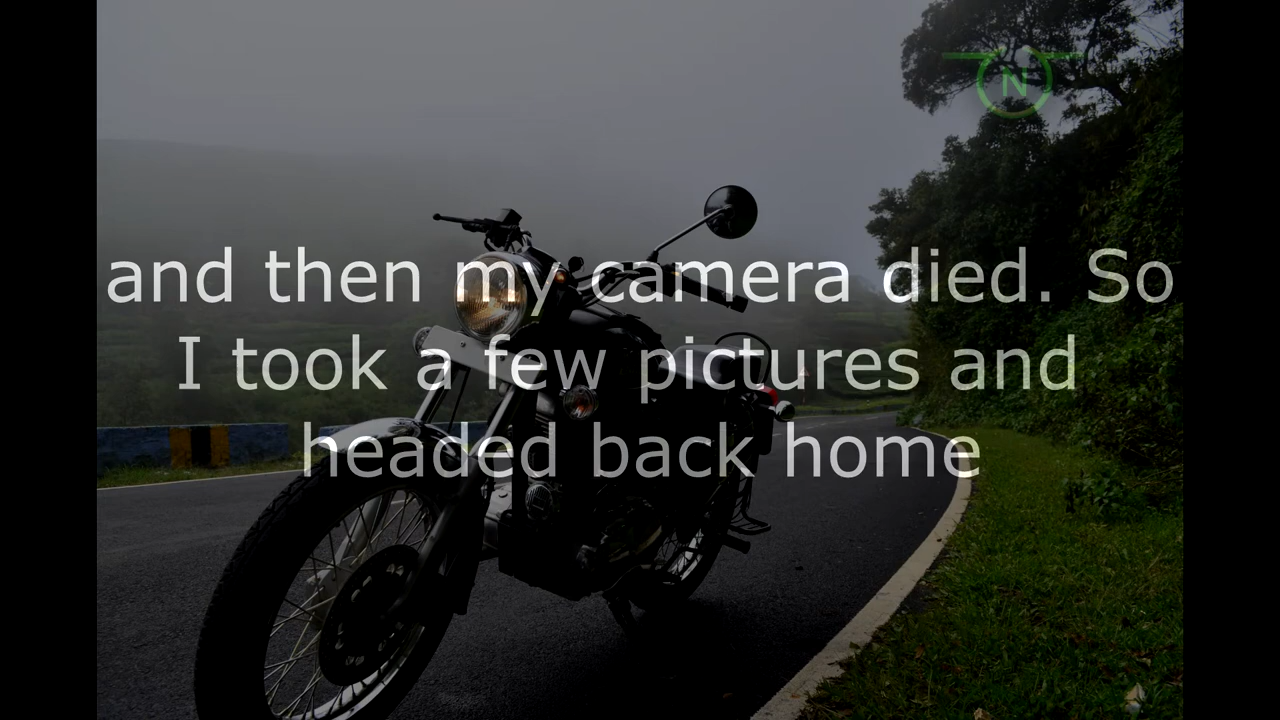 N
and then my camera died. So
I took a few pictures and
headed back home